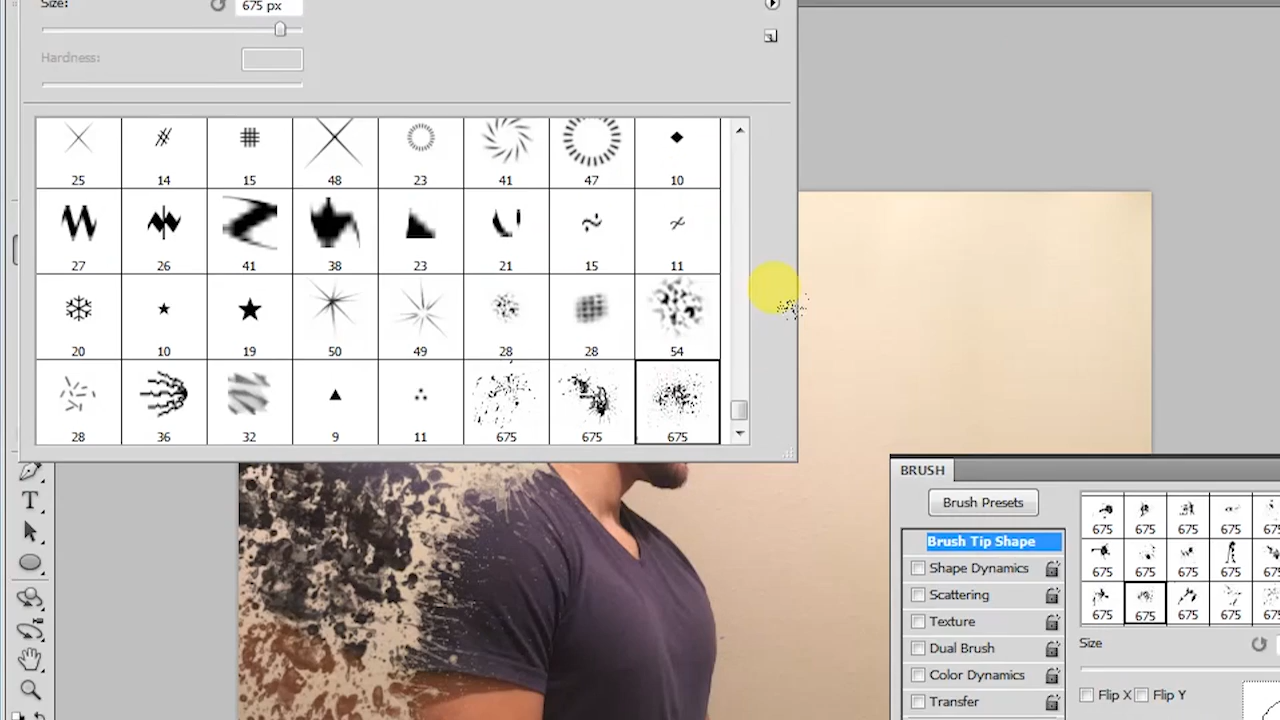 Size:
675 px
Hardness:
25 14 15 48 23 41 47 10
27 26 41 38 23 21 15 11
20 10 19 50 49 28 28 54
28 36 32 9 11 675 675 675
T
BRUSH
Brush Presets
675 675 675 675
Brush Tip Shape
675 675 675 675
Shape Dynamics
Scattering
675 675 675 675
Texture
Size
Dual Brush
Color Dynamics
Flip X Flip Y
Transfer